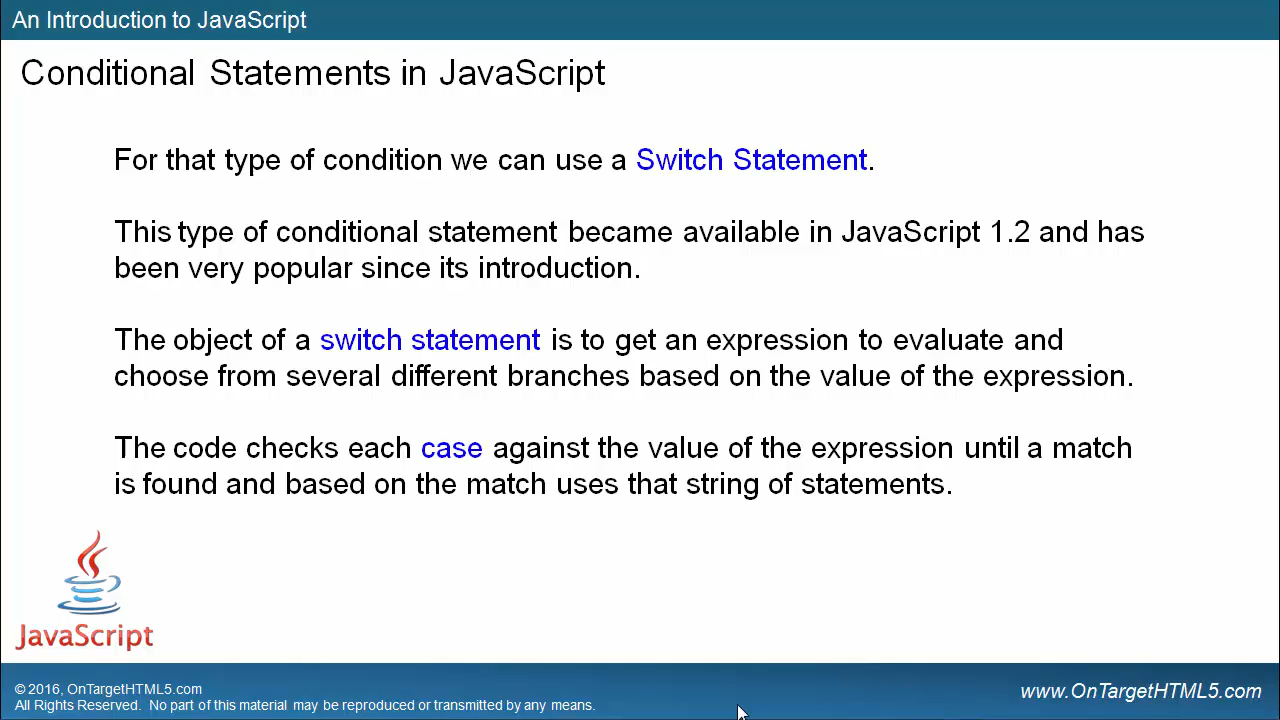 An Introduction to JavaScript
Conditional Statements in JavaScript
For that type of condition we can use a Switch Statement.
This type of conditional statement became available in JavaScript 1.2 and has
been very popular since its introduction.
The object of a switch statement is to get an expression to evaluate and
choose from several different branches based on the value of the expression.
The code checks each case against the value of the expression until a match
is found and based on the match uses that string of statements.
JavaScript
© 2016, OnTargetHTML5.com
All Rights Reserved. No part of this material may be reproduced or transmitted by any means.
www.OnTargetHTML5.com